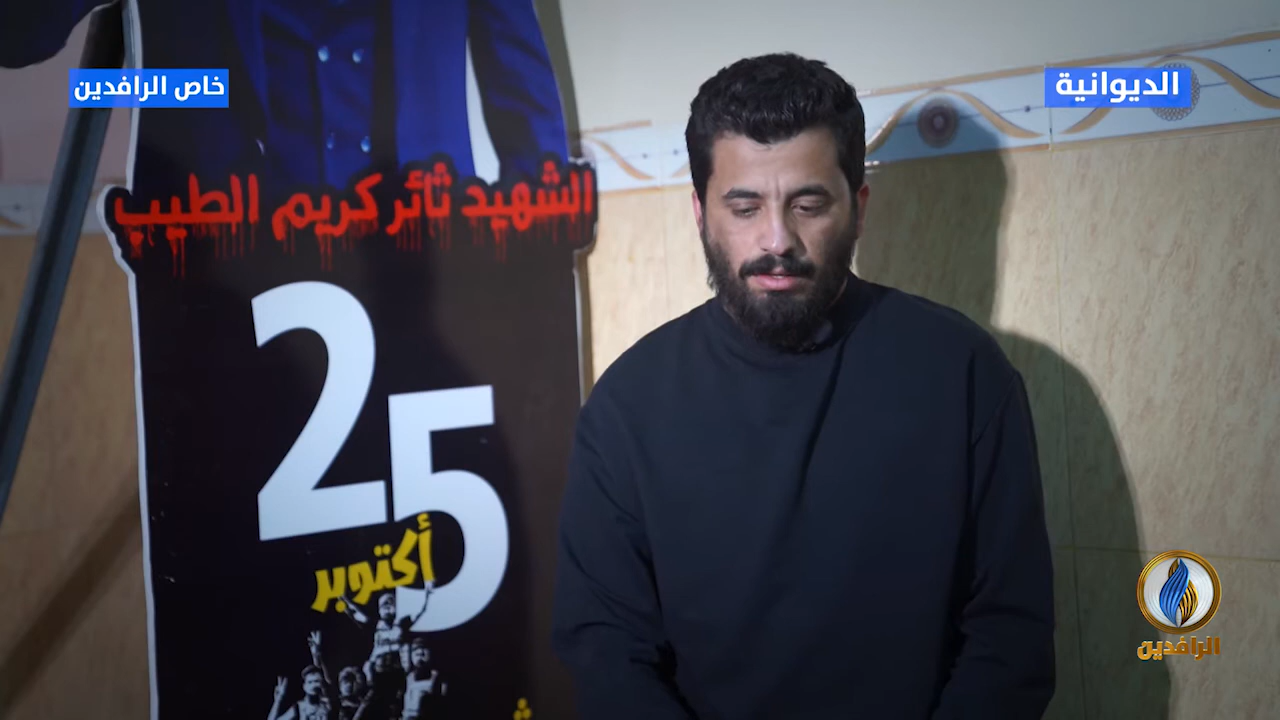 خاص الرافدين
الديوانية
الشهيد ثائر كريم الطيب
25
أكتوبر
الرافدين